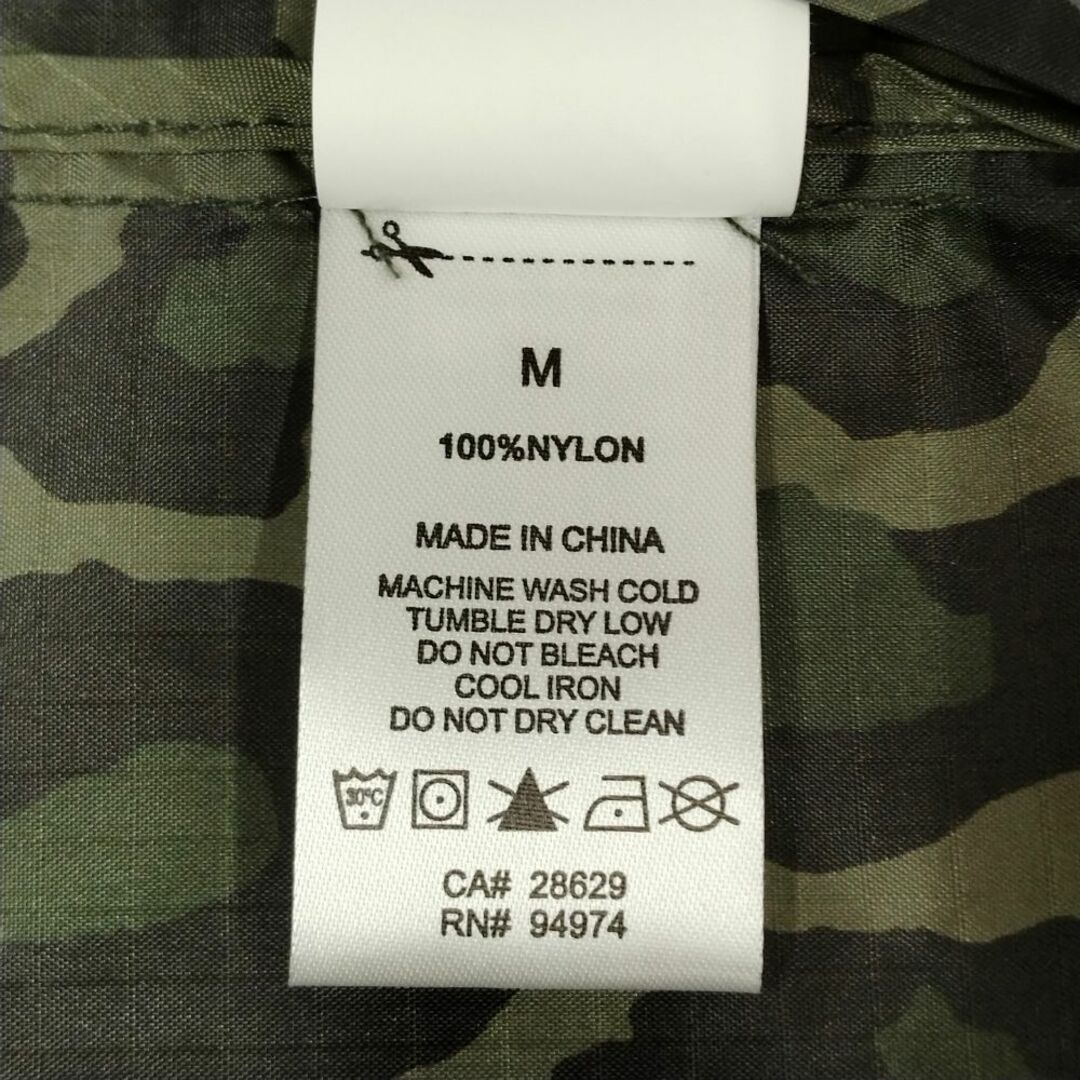 M
100%NYLON
MADE IN CHINA
MACHINE WASH COLD
TUMBLE DRY LOW
DO NOT BLEACH
COOL IRON
DO NOT DRY CLEAN
30°C
CA# 28629
RN# 94974